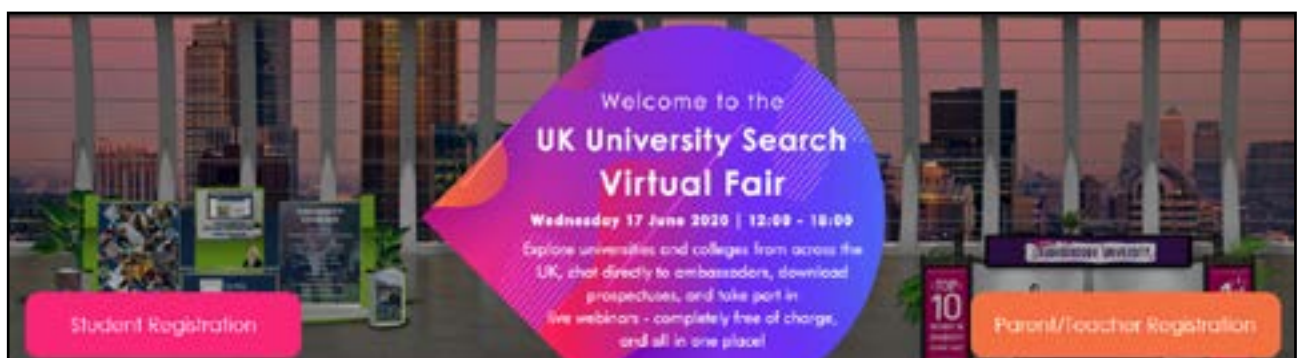 Welcome to the
UK University Search
Virtual Fair
Wednesday 17 June 2020 | 12:00 - 18:00
Explore universities and colleges from across the
UK, chat directly to ambassadors, download
prospectuses, and take part in
live webinars - completely free of charge,
and all in one place!
Student Registration
Parent/Teacher Registration
TOP
10
UNIVERSITY